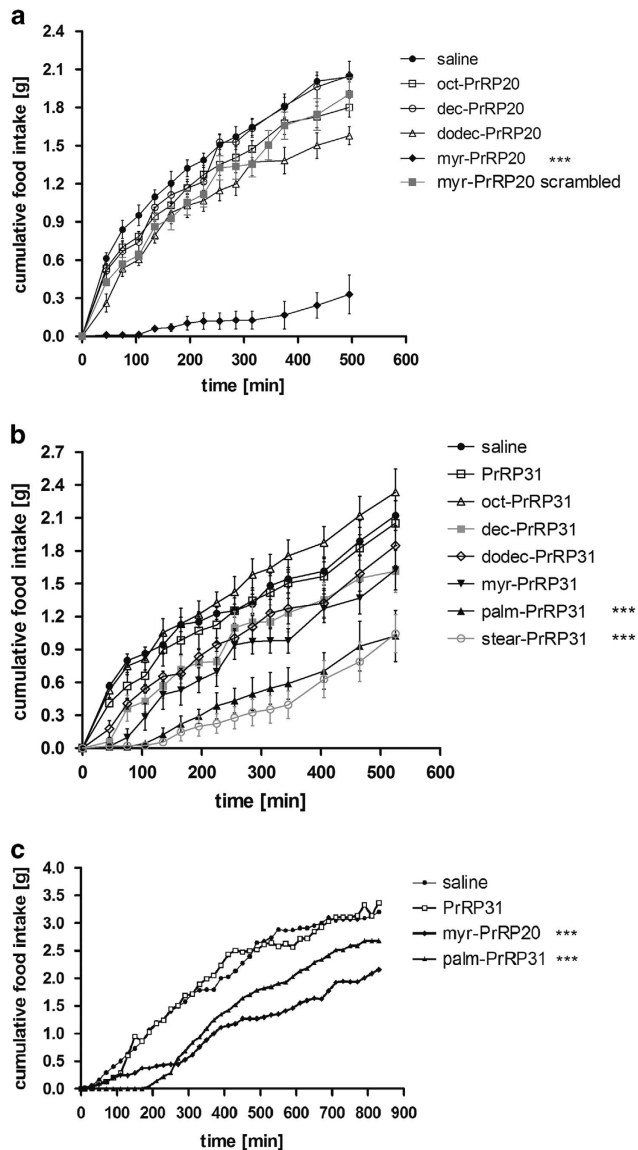 a
2.4
2.1
1.8
1.5
1.2
0.9
0.6
0.3
0.0
0 100 200 300 400 500 600
cumulative food intake [g]
time [min]
saline
oct-PrRP20
dec-PrRP20
dodec-PrRP20
myr-PrRP20 ***
myr-PrRP20 scrambled
b
2.7
2.4
2.1
1.8
1.5
1.2
0.9
0.6
0.3
0.0
0 100 200 300 400 500 600
cumulative food intake [g]
time [min]
saline
PrRP31
oct-PrRP31
dec-PrRP31
dodec-PrRP31
myr-PrRP31
palm-PrRP31 ***
stear-PrRP31 ***
c
4.0
3.5
3.0
2.5
2.0
1.5
1.0
0.5
0.0
0 100 200 300 400 500 600 700 800 900
cumulative food intake [g]
time [min]
saline
PrRP31
myr-PrRP20 ***
palm-PrRP31 ***